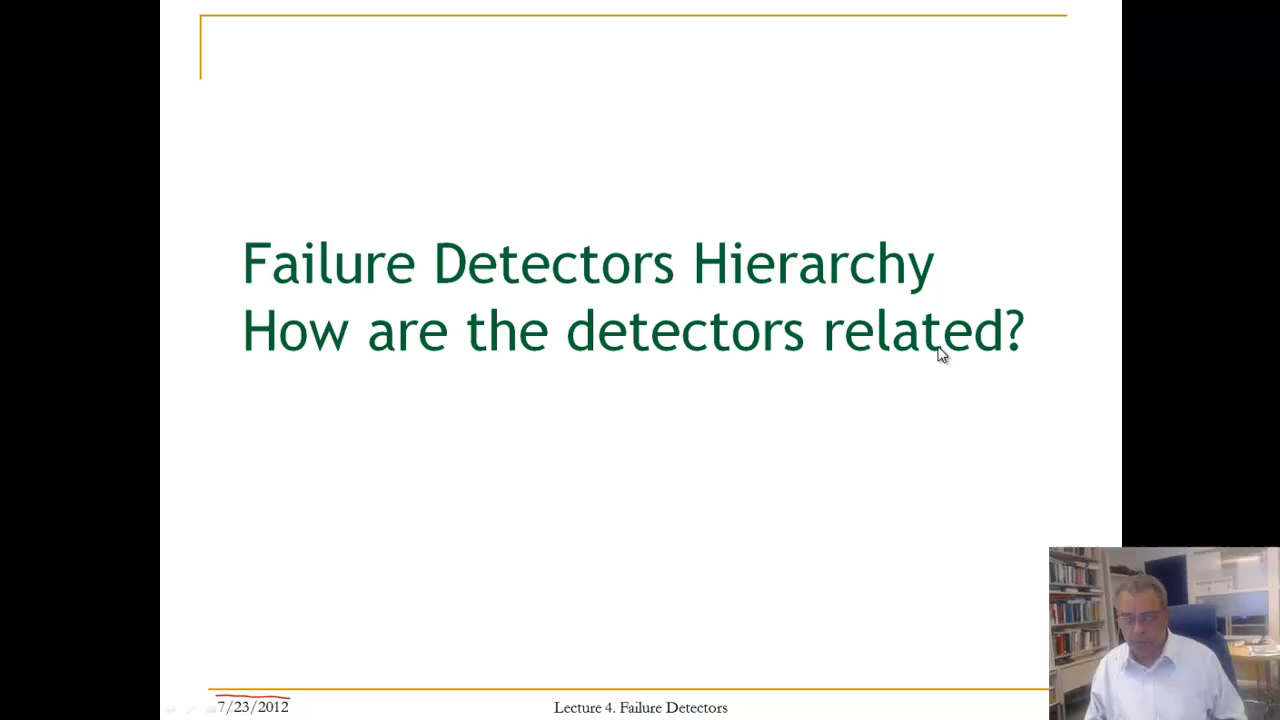 Failure Detectors Hierarchy
How are the detectors related?
7/23/2012
Lecture 4. Failure Detectors